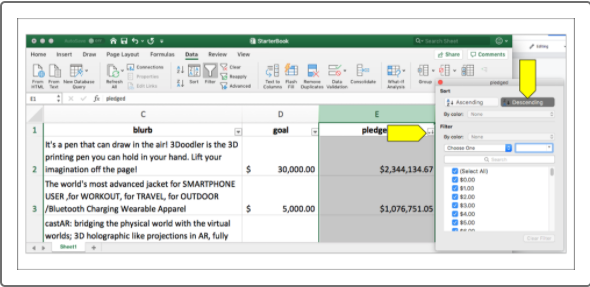 StarterBook
Search Sheet
Home Insert Draw Page Layout Formulas Data Review View
Share Comments
Editing
From HTML
From Text
New Database Query
Refresh All
Connections
Properties
Edit Links
Sort
Filter
Clear
Reapply
Advanced
Text to Columns
Flash Fill
Remove Duplicates
Data Validation
Consolidate
What-If Analysis
Group
E1 fx pledged
C D E
1 blurb goal pledge
It's a pen that can draw in the air! 3Doodler is the 3D
printing pen you can hold in your hand. Lift your
2 imagination off the page! $ 30,000.00 $2,344,134.67
The world's most advanced jacket for SMARTPHONE
USER ,for WORKOUT, for TRAVEL, for OUTDOOR
3 /Bluetooth Charging Wearable Apparel $ 5,000.00 $1,076,751.05
castAR: bridging the physical world with the virtual
worlds; 3D holographic like projections in AR, fully
Sheet1 +
pledged
Sort
Ascending Descending
By color: None
Filter
By color: None
Choose One
Search
(Select All)
$0.00
$1.00
$2.00
$3.00
$4.00
$5.00
Clear Filter